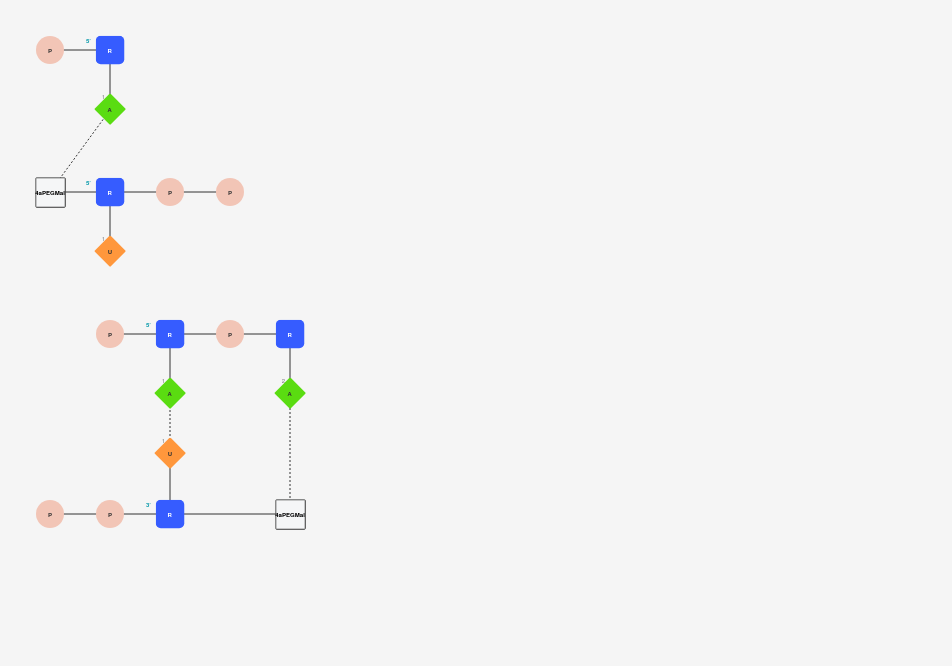 5'
P R
1
A
5'
4aPEGMal R P P
1
U
5'
P R P R
1 2
A A
1
U
3'
P P R 4aPEGMal